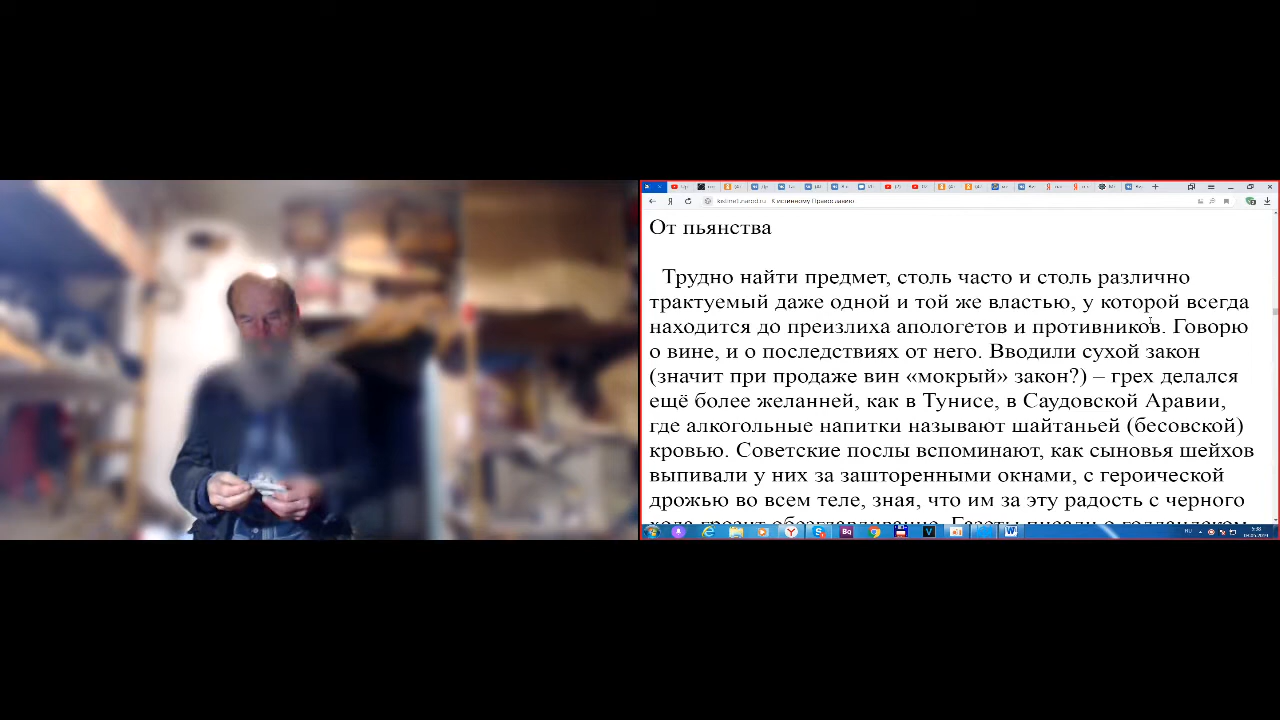 К истинному Православию
От пьянства
Трудно найти предмет, столь часто и столь различно
трактуемый даже одной и той же властью, у которой всегда
находится до преизлиха апологетов и противников. Говорю
о вине, и о последствиях от него. Вводили сухой закон
(значит при продаже вин «мокрый» закон?) – грех делался
ещё более желанней, как в Тунисе, в Саудовской Аравии,
где алкогольные напитки называют шайтаньей (бесовской)
кровью. Советские послы вспоминают, как сыновья шейхов
выпивали у них за зашторенными окнами, с героической
дрожью во всем теле, зная, что им за эту радость с черного